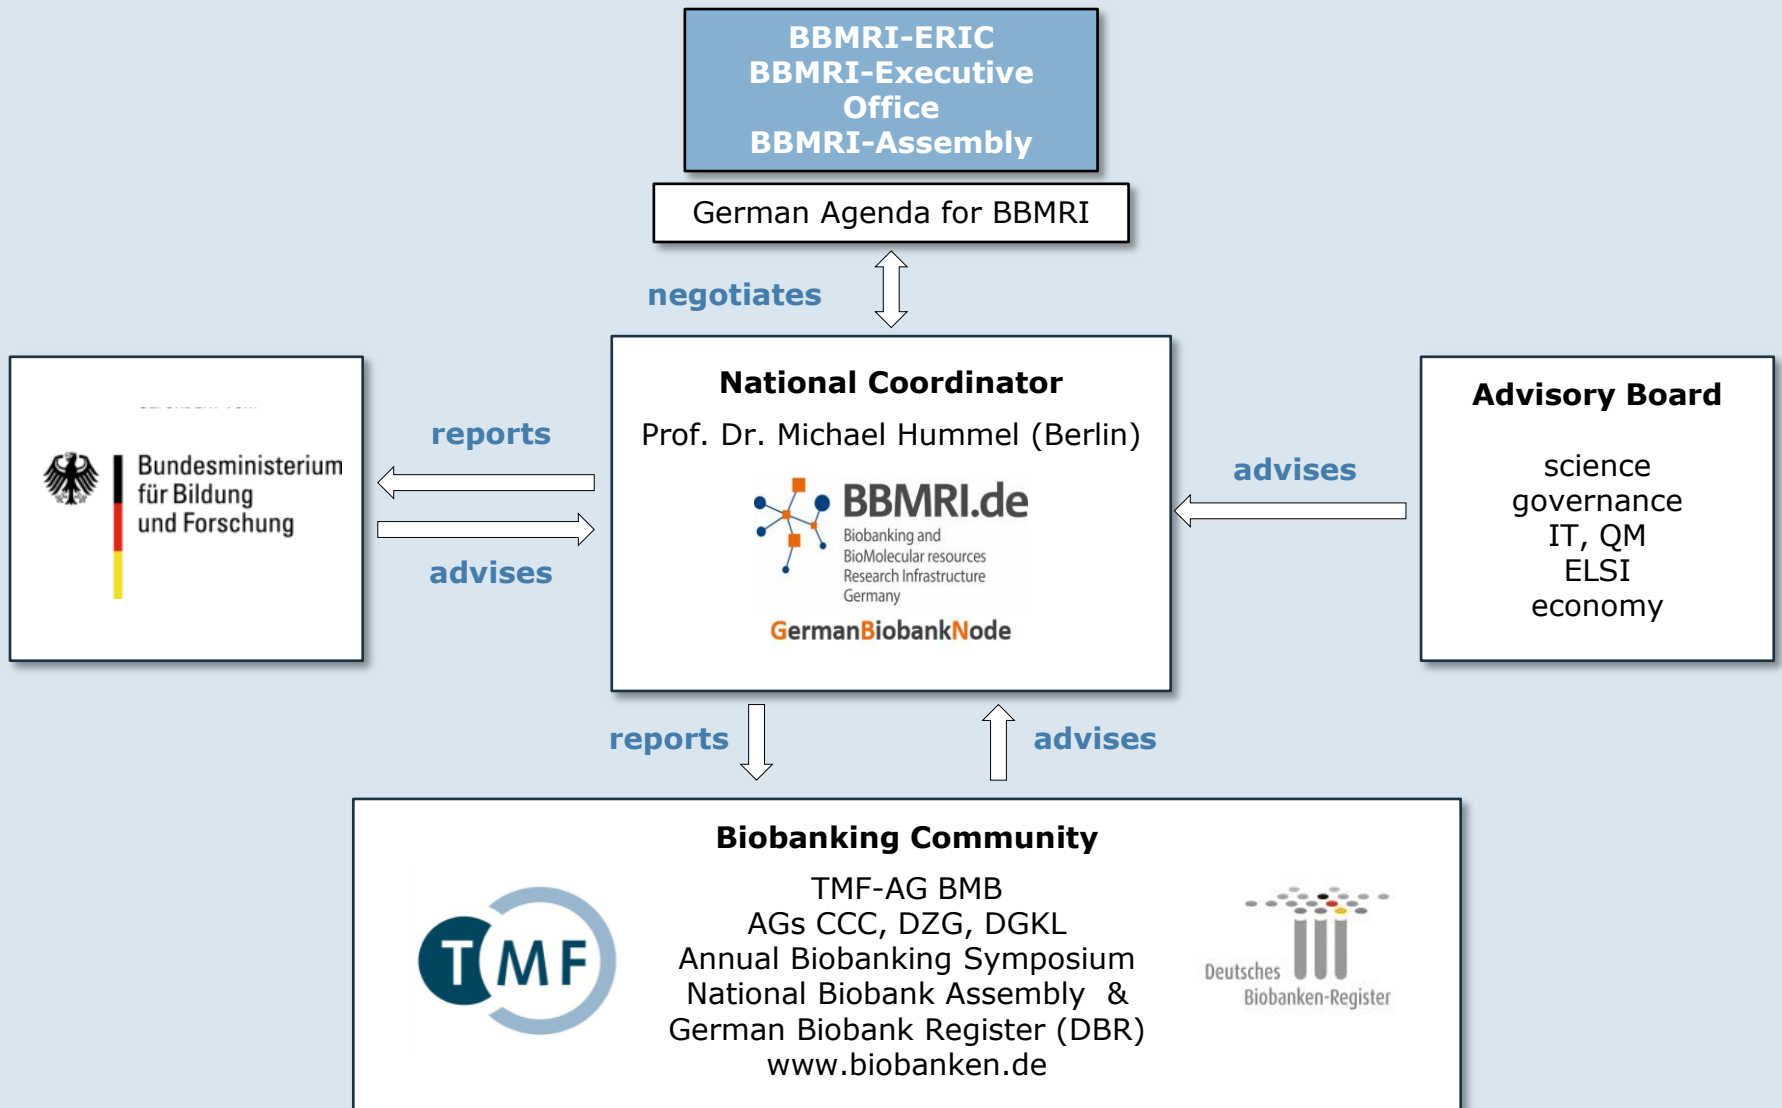 BBMRI-ERIC
BBMRI-Executive
Office
BBMRI-Assembly
German Agenda for BBMRI
negotiates
reports
advises
Bundesministerium
für Bildung
und Forschung
National Coordinator
Prof. Dr. Michael Hummel (Berlin)
BBMRI.de
Biobanking and
BioMolecular resources
Research Infrastructure
Germany
GermanBiobankNode
advises
Advisory Board
science
governance
IT, QM
ELSI
economy
reports
advises
Biobanking Community
TMF-AG BMB
AGs CCC, DZG, DGKL
Annual Biobanking Symposium
National Biobank Assembly &
German Biobank Register (DBR)
www.biobanken.de
TMF
Deutsches
Biobanken-Register